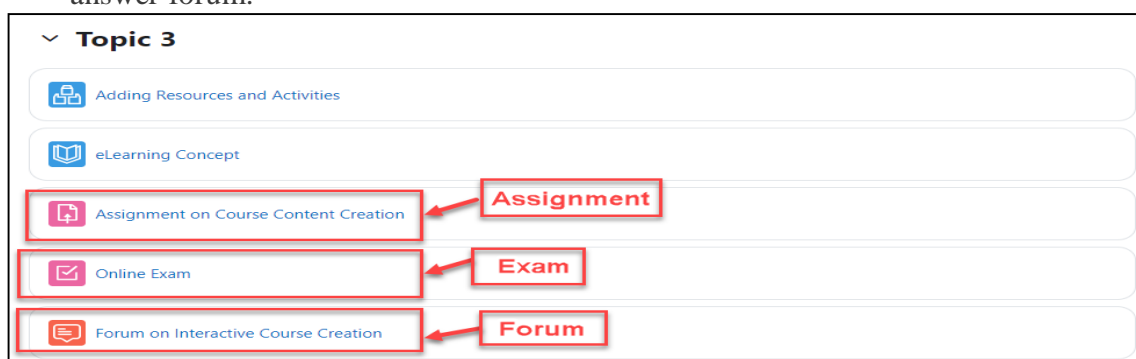 answer forum.
Topic 3
Adding Resources and Activities
eLearning Concept
Assignment on Course Content Creation
Assignment
Online Exam
Exam
Forum on Interactive Course Creation
Forum